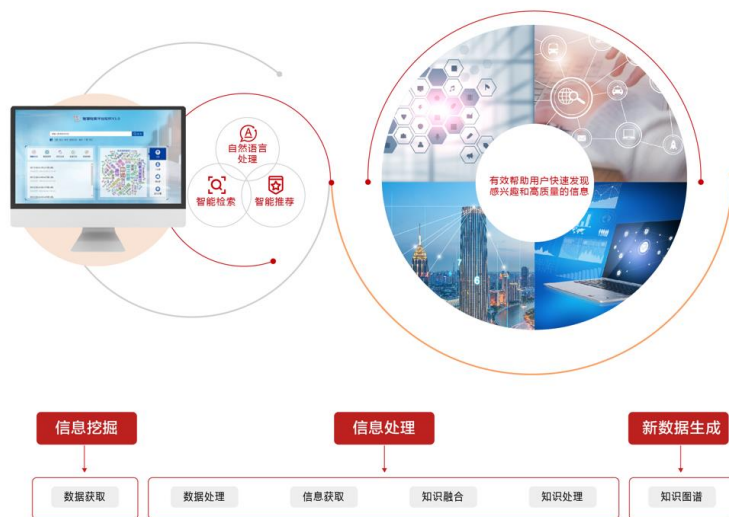 自然语言
处理
智能检索
智能推荐
有效帮助用户快速发现
感兴趣和高质量的信息
信息挖掘
信息处理
新数据生成
数据获取
数据处理
信息获取
知识融合
知识处理
知识图谱